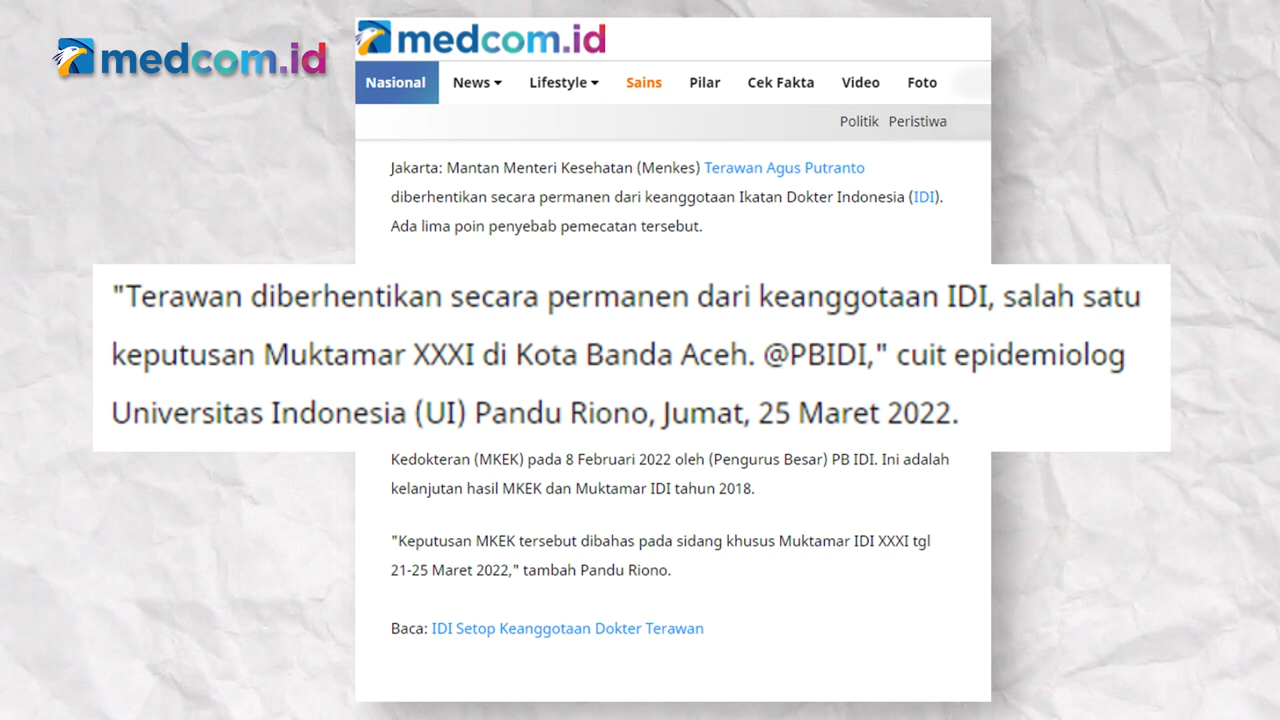 medcom.id
medcom.id
Nasional News Lifestyle Sains Pilar Cek Fakta Video Foto
Politik Peristiwa
Jakarta: Mantan Menteri Kesehatan (Menkes) Terawan Agus Putranto
diberhentikan secara permanen dari keanggotaan Ikatan Dokter Indonesia (IDI).
Ada lima poin penyebab pemecatan tersebut.
"Terawan diberhentikan secara permanen dari keanggotaan IDI, salah satu
keputusan Muktamar XXXI di Kota Banda Aceh. @PBIDI," cuit epidemiolog
Universitas Indonesia (UI) Pandu Riono, Jumat, 25 Maret 2022.
Kedokteran (MKEK) pada 8 Februari 2022 oleh (Pengurus Besar) PB IDI. Ini adalah
kelanjutan hasil MKEK dan Muktamar IDI tahun 2018.
"Keputusan MKEK tersebut dibahas pada sidang khusus Muktamar IDI XXXI tgl
21-25 Maret 2022," tambah Pandu Riono.
Baca: IDI Setop Keanggotaan Dokter Terawan